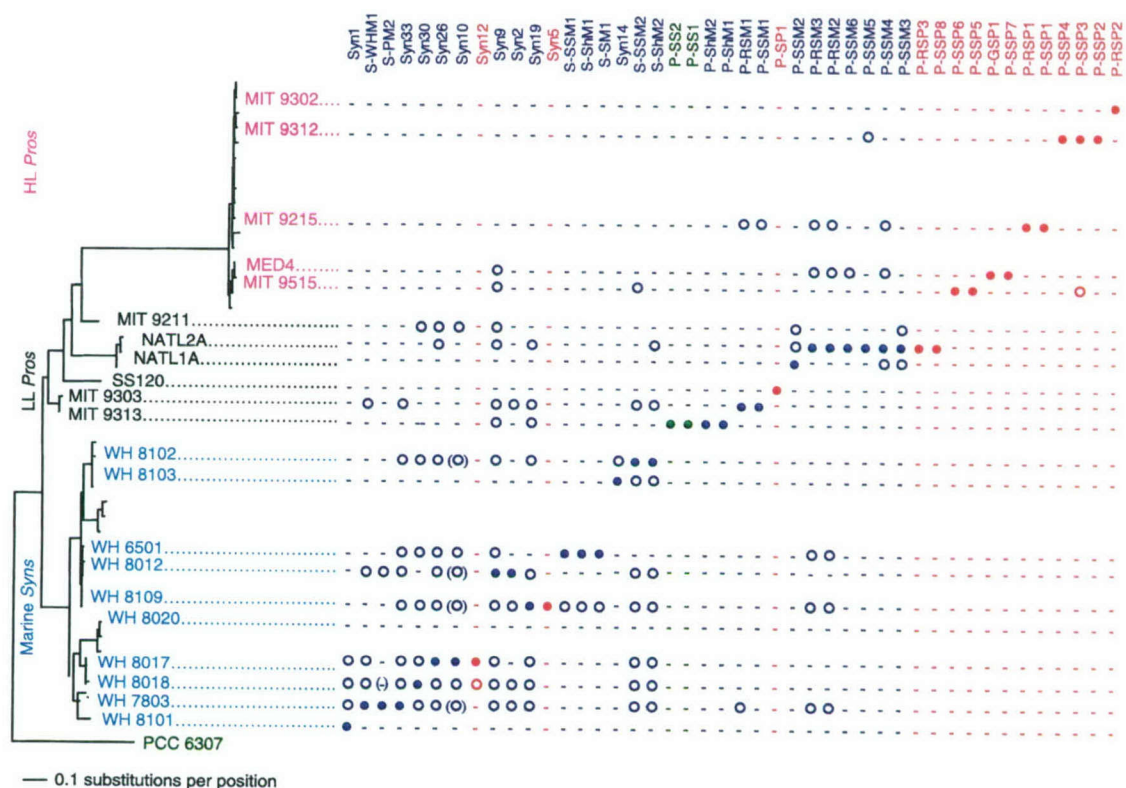 Syn1
S-WHM1
S-PM2
Syn33
Syn30
Syn26
Syn10
Syn12
Syn9
Syn2
Syn19
Syn5
S-SSM1
S-ShM1
S-SM1
Syn14
S-SSM2
S-ShM2
P-SS2
P-SS1
P-ShM2
P-ShM1
P-RSM1
P-SSM1
P-SP1
P-SSM2
P-RSM3
P-RSM2
P-SSM6
P-SSM5
P-SSM4
P-SSM3
P-RSP3
P-SSP8
P-SSP6
P-SSP5
P-GSP1
P-SSP7
P-RSP1
P-SSP1
P-SSP4
P-SSP3
P-SSP2
P-RSP2
HL Pros
MIT 9302
MIT 9312
MIT 9215
MED4
MIT 9515
LL Pros
MIT 9211
NATL2A
NATL1A
SS120
MIT 9303
MIT 9313
Marine Syns
WH 8102
WH 8103
WH 6501
WH 8012
WH 8109
WH 8020
WH 8017
WH 8018
WH 7803
WH 8101
PCC 6307
0.1 substitutions per position